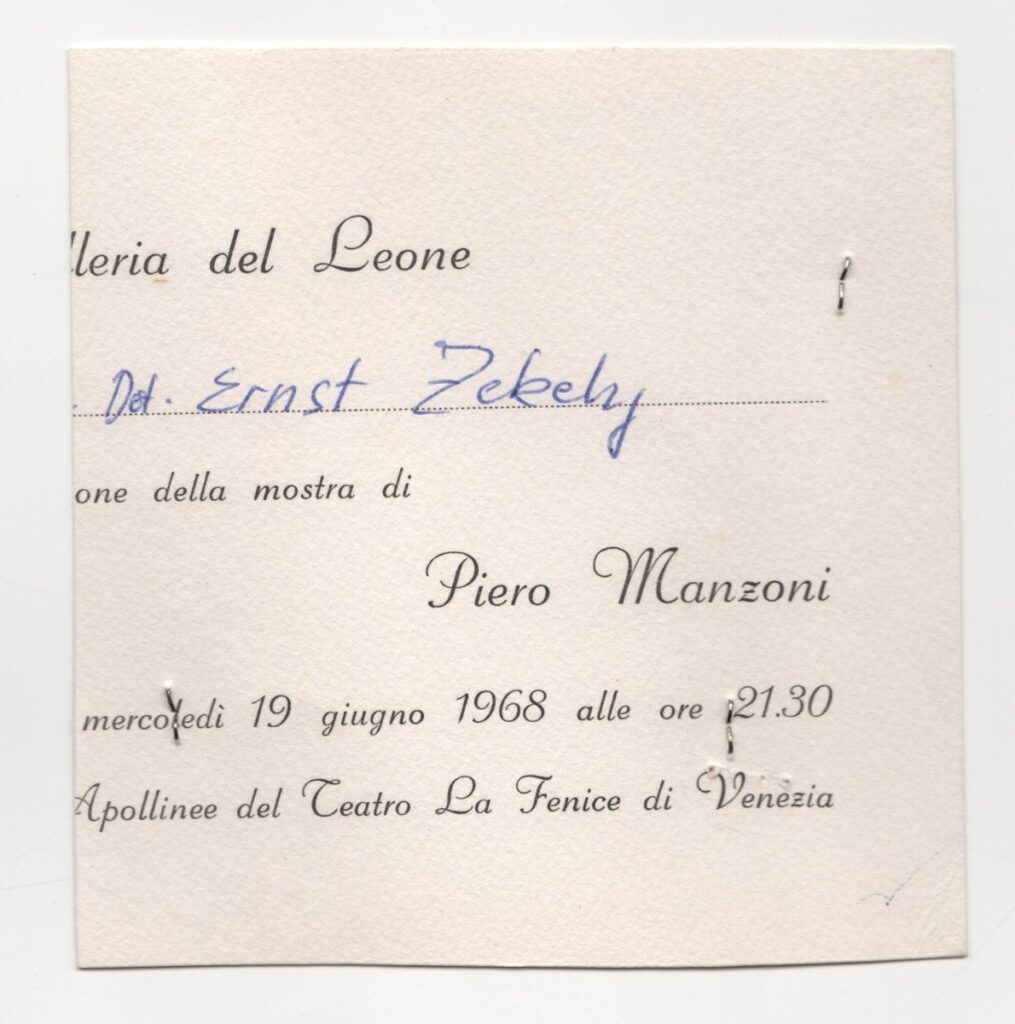 lleria del Leone
. Dot. Ernst Zekely
one della mostra di
Piero Manzoni
mercoledì 19 giugno 1968 alle ore 21.30
Apollinee del Teatro La Fenice di Venezia